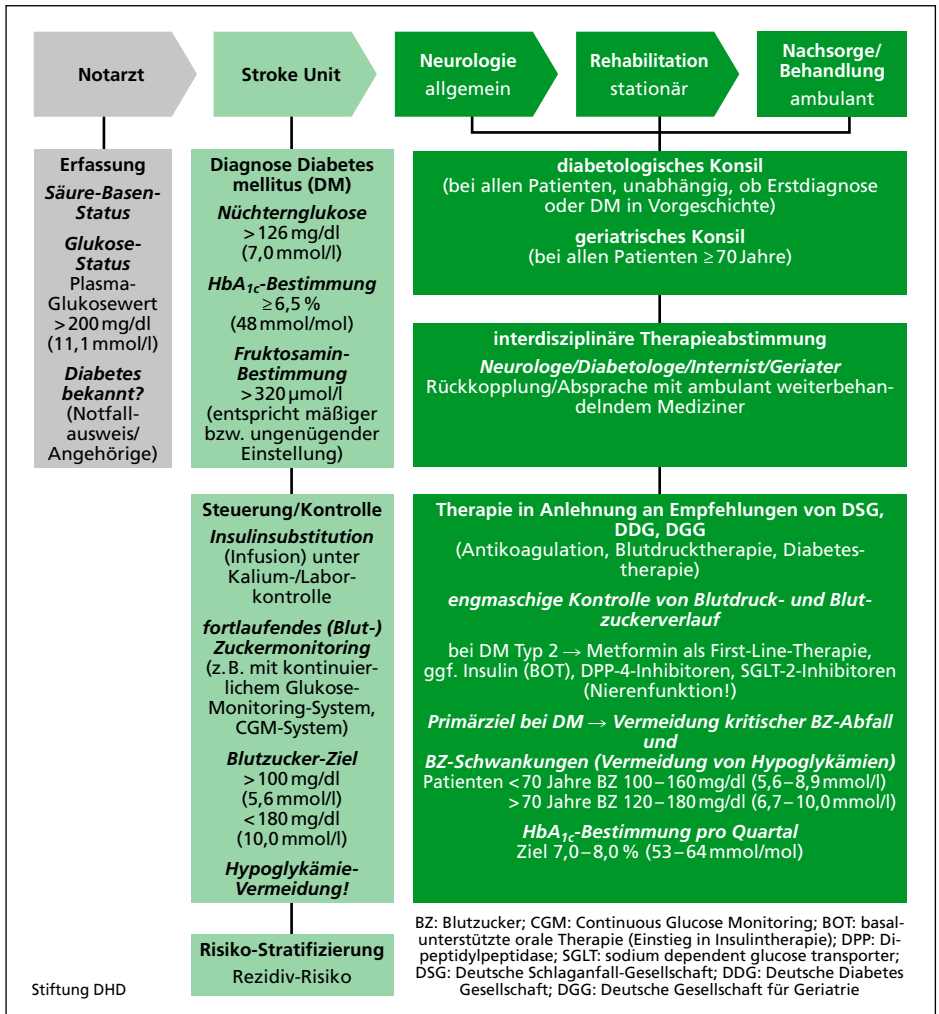 Notarzt
Stroke Unit
Neurologie
allgemein
Rehabilitation
stationär
Nachsorge/
Behandlung
ambulant
Erfassung
Säure-Basen-
Status
Glukose-
Status
Plasma-
Glukosewert
>200 mg/dl
(11,1 mmol/l)
Diabetes
bekannt?
(Notfall-
ausweis/
Angehörige)
Diagnose Diabetes
mellitus (DM)
Nüchternglukose
>126 mg/dl
(7,0 mmol/l)
HbA1c-Bestimmung
≥6,5 %
(48 mmol/mol)
Fruktosamin-
Bestimmung
>320 µmol/l
(entspricht mäßiger
bzw. ungenügender
Einstellung)
Steuerung/Kontrolle
Insulinsubstitution
(Infusion) unter
Kalium-/Labor-
kontrolle
fortlaufendes (Blut-)
Zuckermonitoring
(z. B. mit kontinuier-
lichem Glukose-
Monitoring-System,
CGM-System)
Blutzucker-Ziel
>100 mg/dl
(5,6 mmol/l)
<180 mg/dl
(10,0 mmol/l)
Hypoglykämie-
Vermeidung!
Risiko-Stratifizierung
Rezidiv-Risiko
diabetologisches Konsil
(bei allen Patienten, unabhängig, ob Erstdiagnose
oder DM in Vorgeschichte)
geriatrisches Konsil
(bei allen Patienten ≥70 Jahre)
interdisziplinäre Therapieabstimmung
Neurologe/Diabetologe/Internist/Geriater
Rückkopplung/Absprache mit ambulant weiterbehan-
delndem Mediziner
Therapie in Anlehnung an Empfehlungen von DSG,
DDG, DGG
(Antikoagulation, Blutdrucktherapie, Diabetes-
therapie)
engmaschige Kontrolle von Blutdruck- und Blut-
zuckerverlauf
bei DM Typ 2 → Metformin als First-Line-Therapie,
ggf. Insulin (BOT), DPP-4-Inhibitoren, SGLT-2-Inhibitoren
(Nierenfunktion!)
Primärziel bei DM → Vermeidung kritischer BZ-Abfall
und
BZ-Schwankungen (Vermeidung von Hypoglykämien)
Patienten <70 Jahre BZ 100–160 mg/dl (5,6–8,9 mmol/l)
>70 Jahre BZ 120–180 mg/dl (6,7–10,0 mmol/l)
HbA1c-Bestimmung pro Quartal
Ziel 7,0–8,0 % (53–64 mmol/mol)
BZ: Blutzucker; CGM: Continuous Glucose Monitoring; BOT: basal-
unterstützte orale Therapie (Einstieg in Insulintherapie); DPP: Di-
peptidylpeptidase; SGLT: sodium dependent glucose transporter;
DSG: Deutsche Schlaganfall-Gesellschaft; DDG: Deutsche Diabetes
Gesellschaft; DGG: Deutsche Gesellschaft für Geriatrie
Stiftung DHD